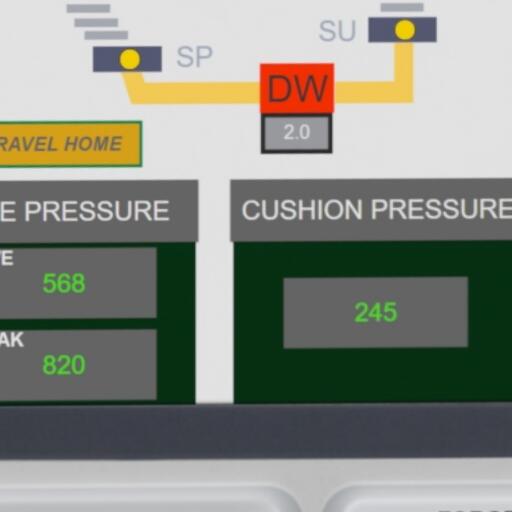 SU
SP
DW
2.0
RAVEL HOME
E PRESSURE
CUSHION PRESSURE
568
245
AK
820